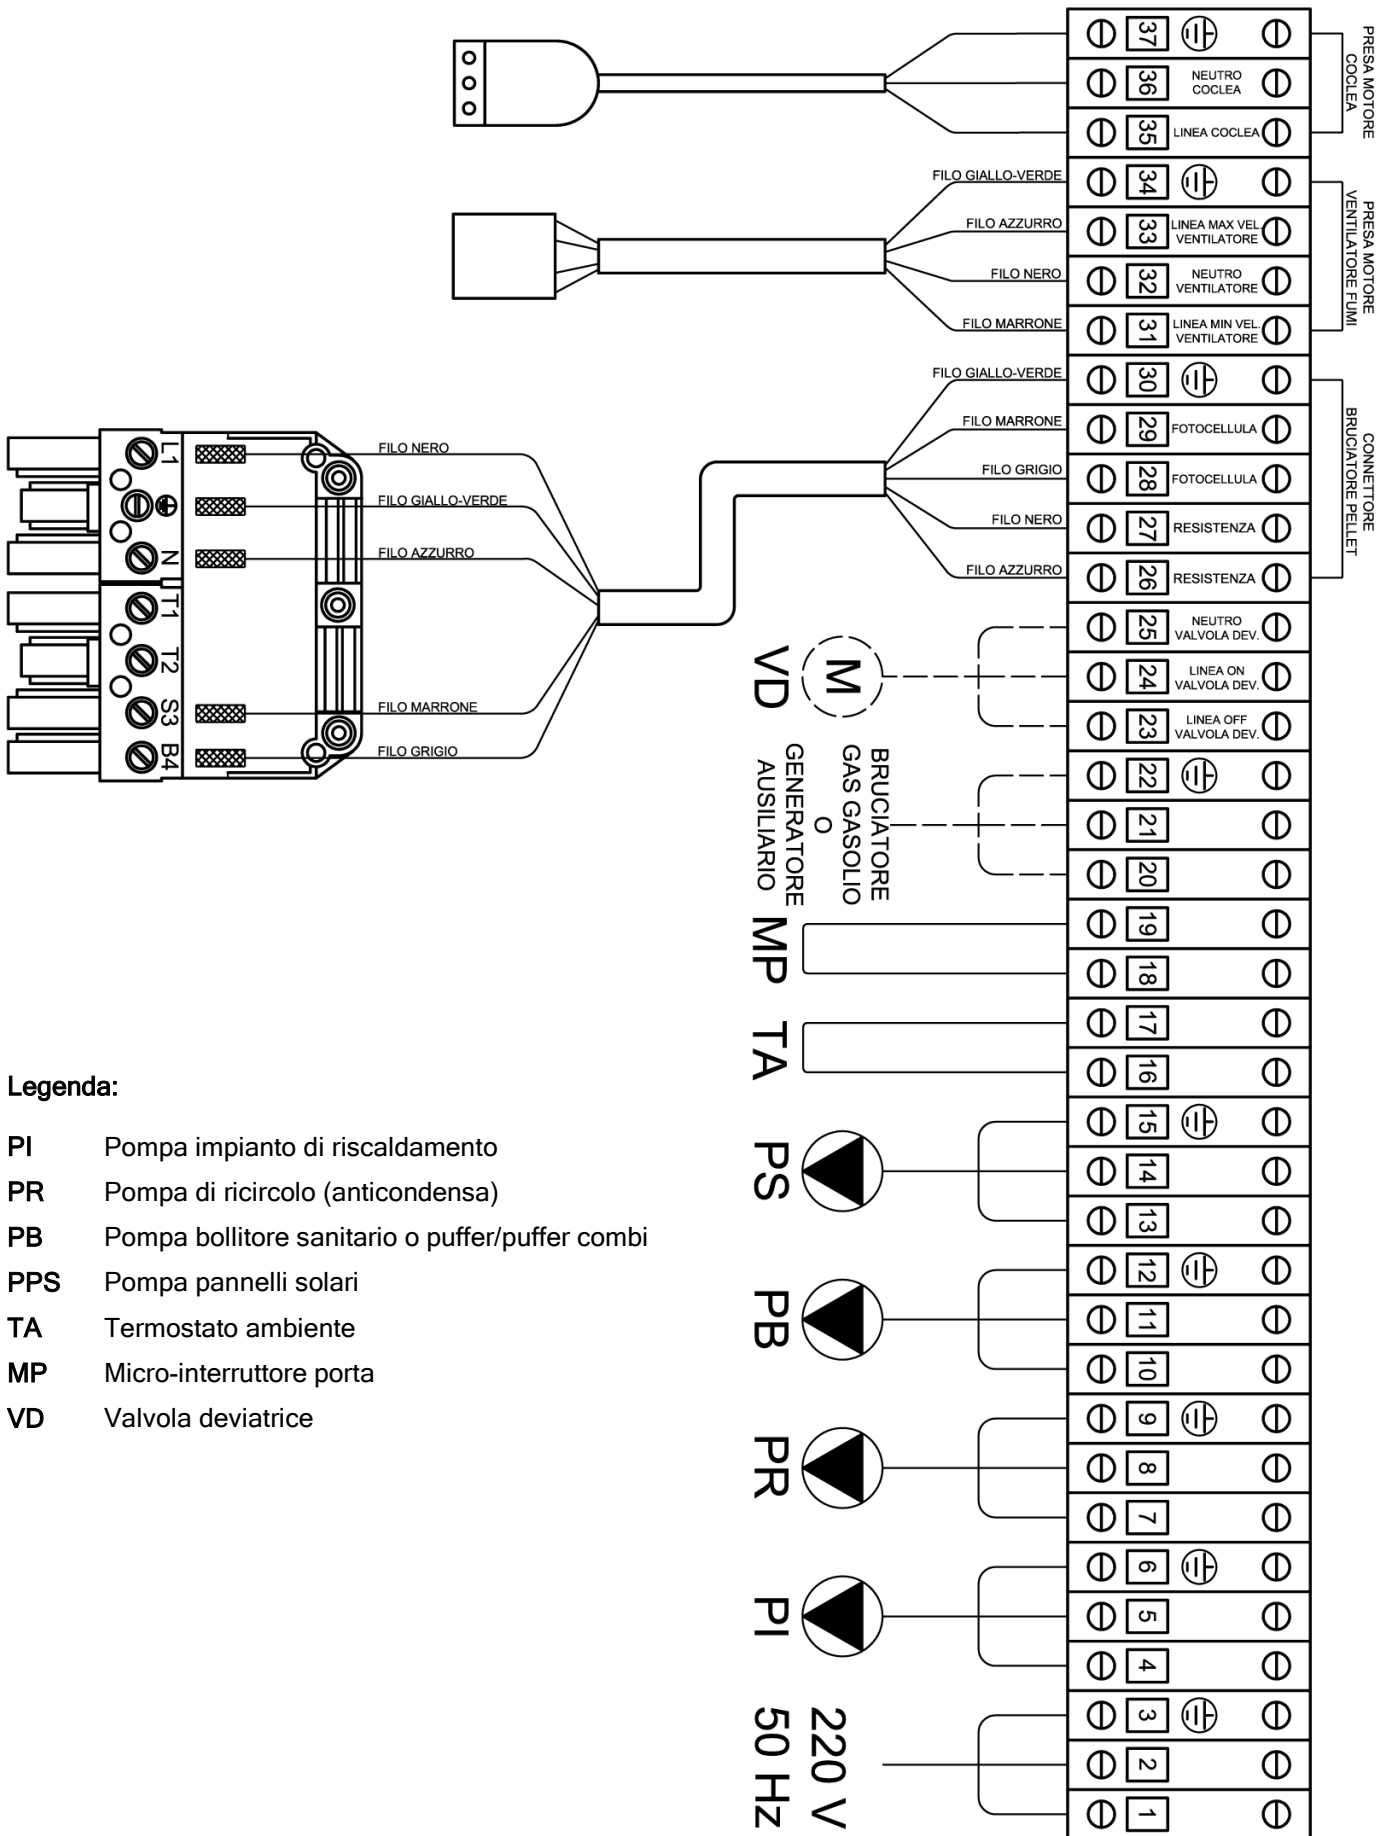 37
36 NEUTRO
COCLEA
35 LINEA COCLEA
PRESA MOTORE
COCLEA
FILO GIALLO-VERDE
34
FILO AZZURRO
33 LINEA MAX VEL.
VENTILATORE
FILO NERO
32 NEUTRO
VENTILATORE
FILO MARRONE
31 LINEA MIN VEL.
VENTILATORE
PRESA MOTORE
VENTILATORE FUMI
FILO GIALLO-VERDE
30
FILO MARRONE
29 FOTOCELLULA
FILO GRIGIO
28 FOTOCELLULA
FILO NERO
27 RESISTENZA
FILO AZZURRO
26 RESISTENZA
CONNETTORE
BRUCIATORE PELLET
L1
FILO NERO
FILO GIALLO-VERDE
N
FILO AZZURRO
T1
T2
S3
FILO MARRONE
B4
FILO GRIGIO
25 NEUTRO
VALVOLA DEV.
24 LINEA ON
VALVOLA DEV.
23 LINEA OFF
VALVOLA DEV.
M
VD
22
21
20
BRUCIATORE
GAS GASOLIO
O
GENERATORE
AUSILIARIO
19
18
MP
17
16
TA
15
14
13
PS
12
11
10
PB
9
8
7
PR
6
5
4
PI
3
2
1
220 V
50 Hz
Legenda:
PI Pompa impianto di riscaldamento
PR Pompa di ricircolo (anticondensa)
PB Pompa bollitore sanitario o puffer/puffer combi
PPS Pompa pannelli solari
TA Termostato ambiente
MP Micro-interruttore porta
VD Valvola deviatrice